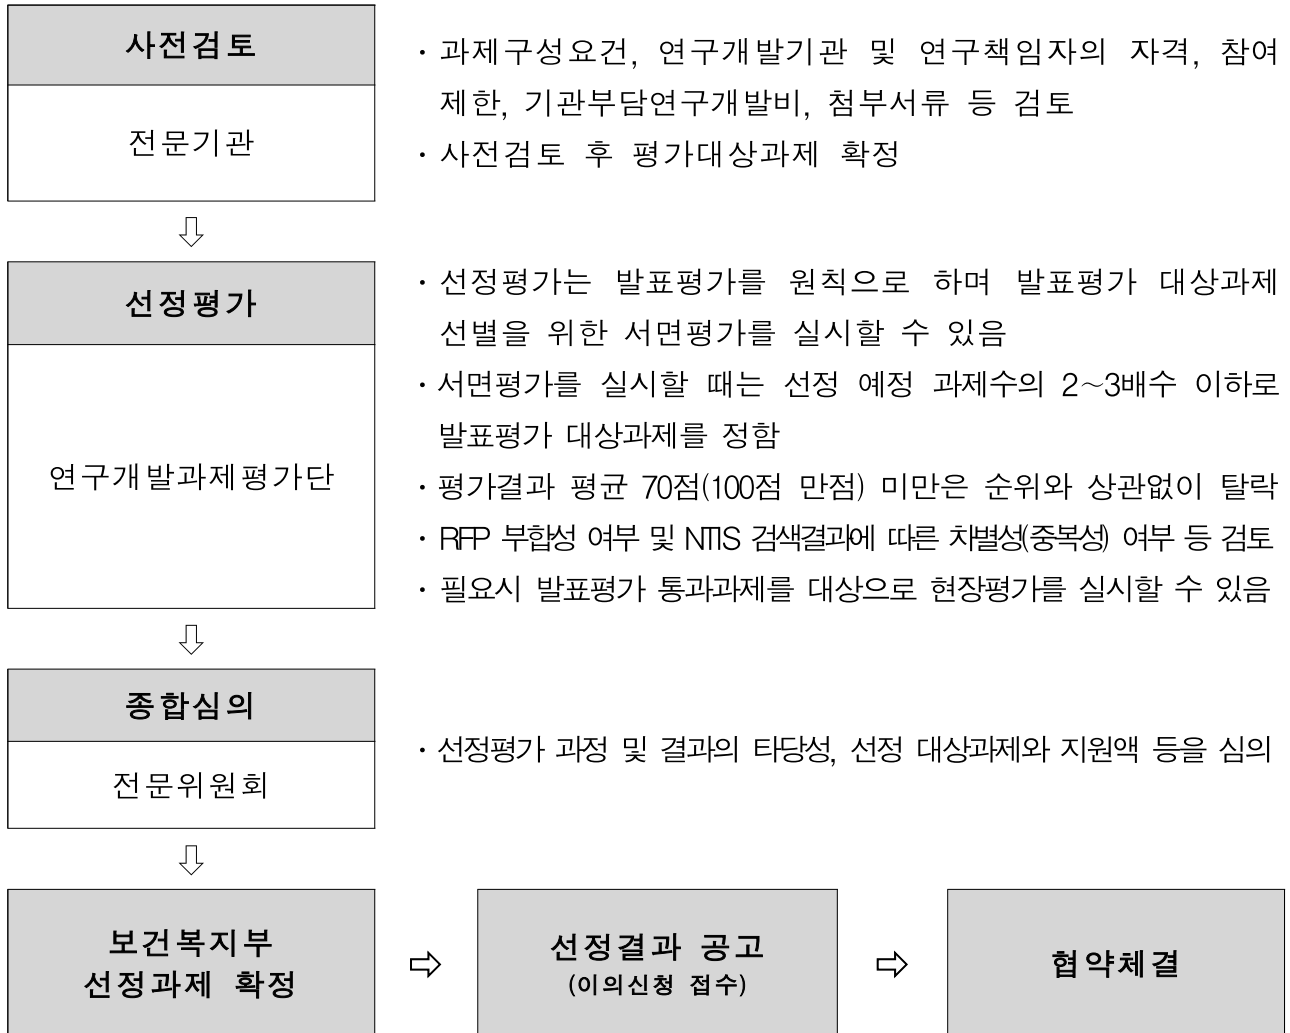 사전검토
전문기관
· 과제구성요건, 연구개발기관 및 연구책임자의 자격, 참여
제한, 기관부담연구개발비, 첨부서류 등 검토
· 사전검토 후 평가대상과제 확정
⇩
선정평가
연구개발과제평가단
· 선정평가는 발표평가를 원칙으로 하며 발표평가 대상과제
선별을 위한 서면평가를 실시할 수 있음
· 서면평가를 실시할 때는 선정 예정 과제수의 2~3배수 이하로
발표평가 대상과제를 정함
· 평가결과 평균 70점(100점 만점) 미만은 순위와 상관없이 탈락
· RFP 부합성 여부 및 NTIS 검색결과에 따른 차별성(중복성) 여부 등 검토
· 필요시 발표평가 통과과제를 대상으로 현장평가를 실시할 수 있음
⇩
종합심의
전문위원회
· 선정평가 과정 및 결과의 타당성, 선정 대상과제와 지원액 등을 심의
⇩
보건복지부
선정과제 확정
⇨
선정결과 공고
(이의신청 접수)
⇨
협약체결